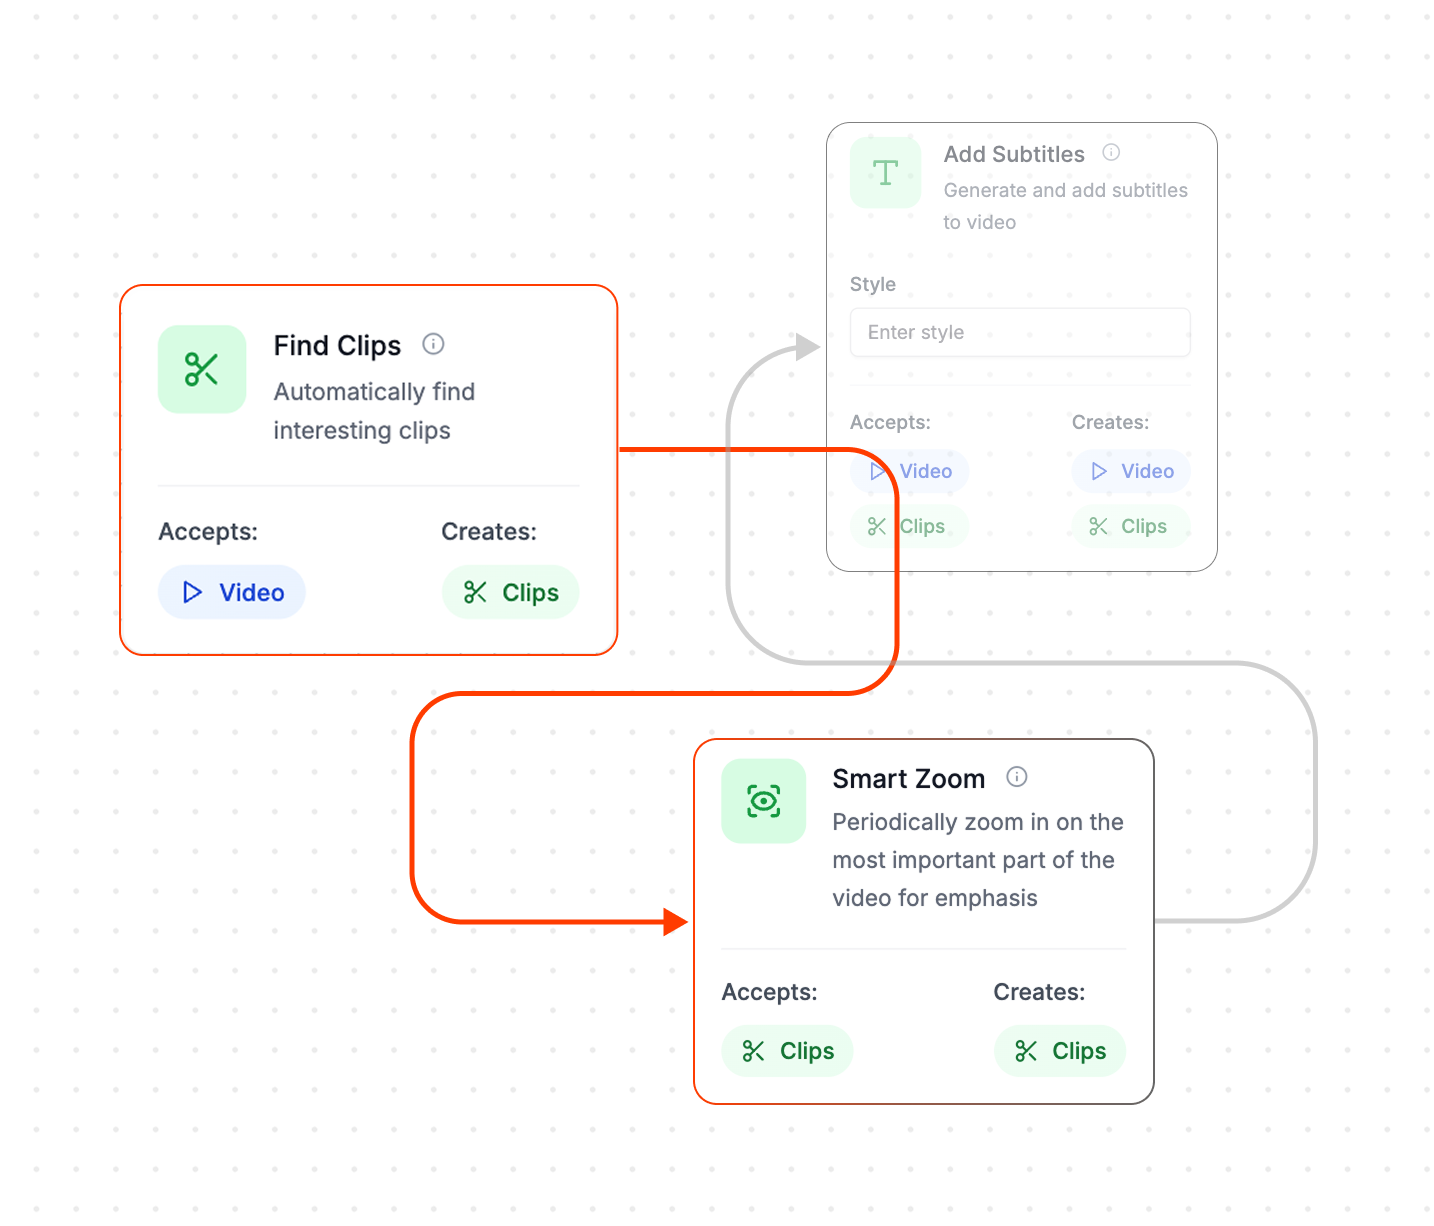 Add Subtitles
Generate and add subtitles
to video
Style
Enter style
Accepts:
Creates:
Video
Video
Clips
Clips
Find Clips
Automatically find
interesting clips
Accepts:
Creates:
Video
Clips
Smart Zoom
Periodically zoom in on the
most important part of the
video for emphasis
Accepts:
Creates:
Clips
Clips